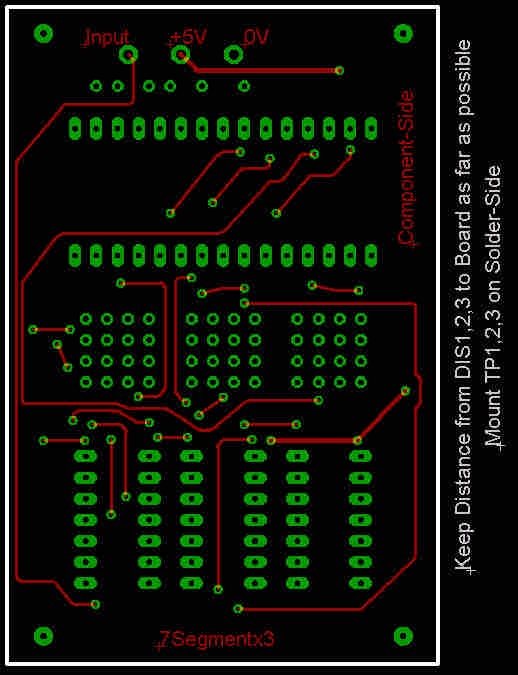 Input +5V 0V
Component-Side
7Segmentx3
Keep Distance from DIS1,2,3 to Board as far as possible
Mount TP1,2,3 on Solder-Side